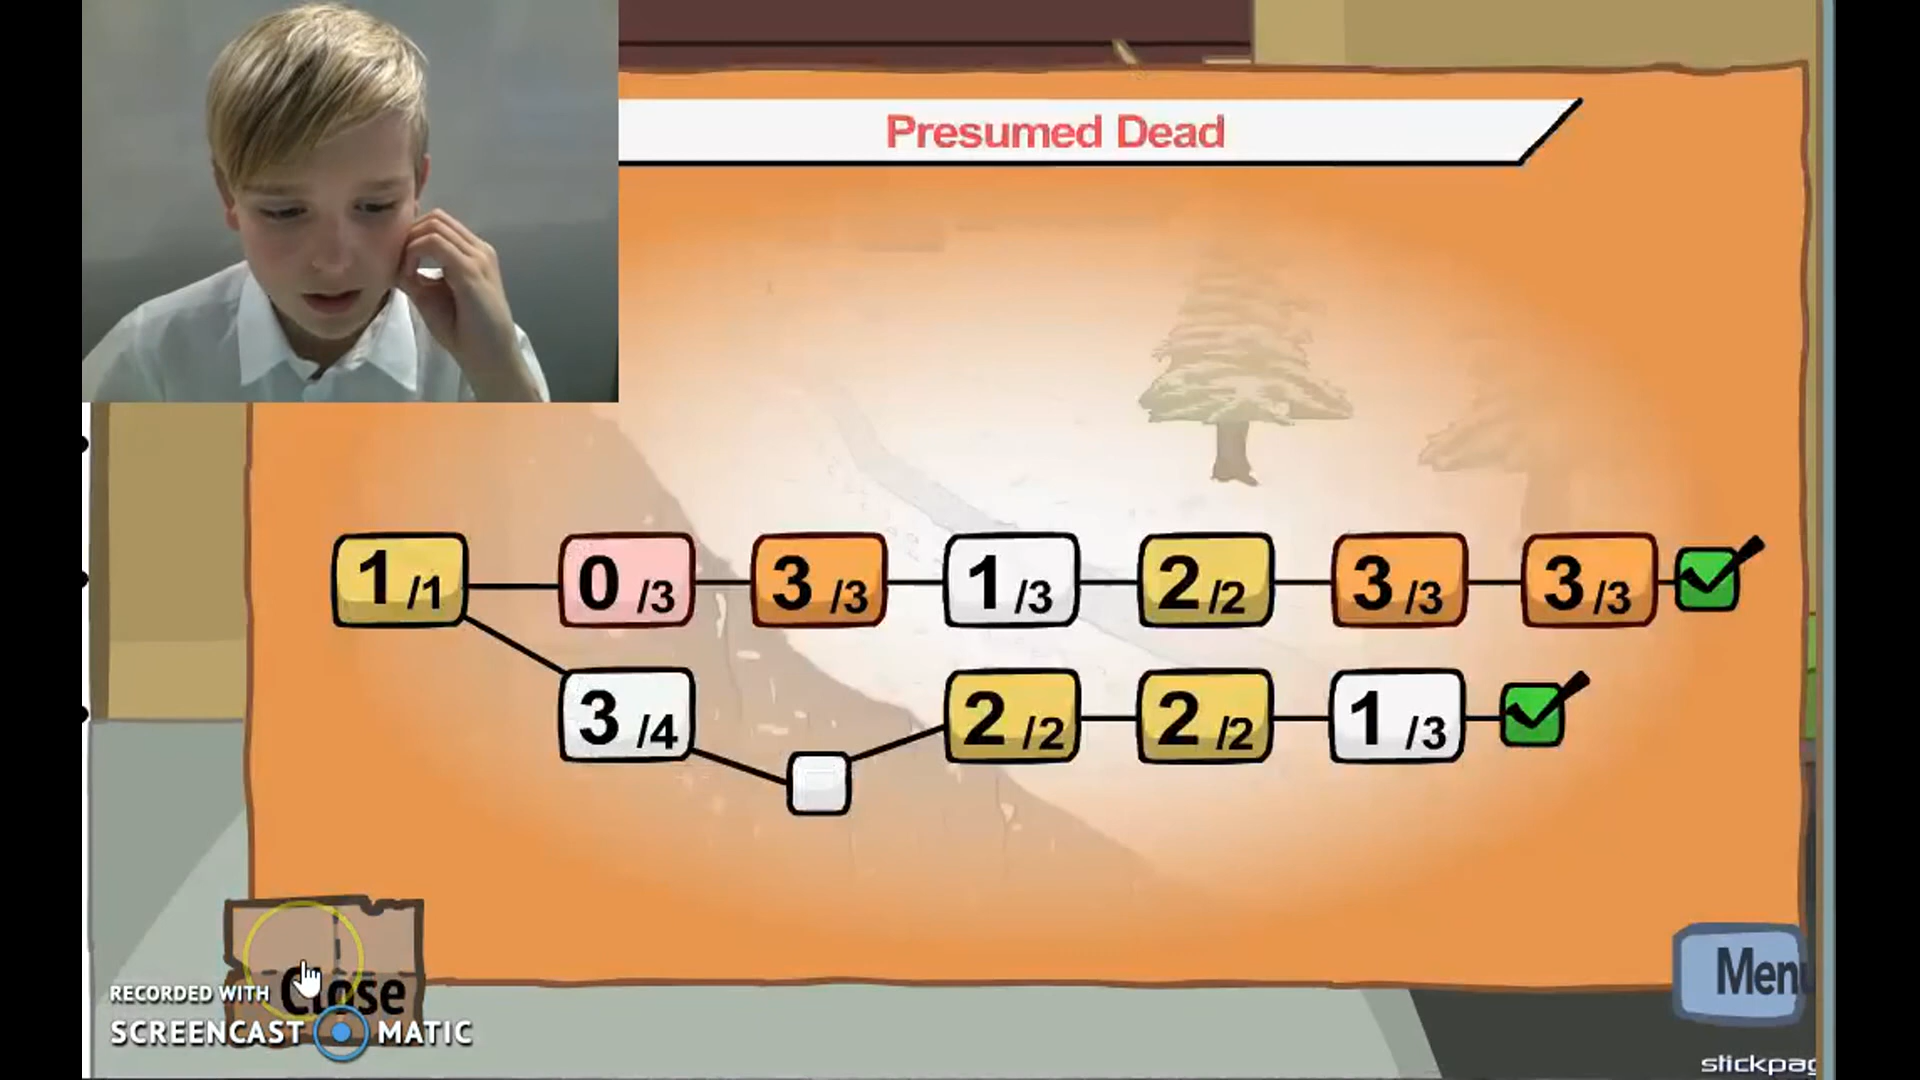 Presumed Dead
1/1 0/3 3/3 1/3 2/2 3/3 3/3
3/4 2/2 2/2 1/3
Close
Menu
RECORDED WITH
SCREENCAST MATIC
stickpag